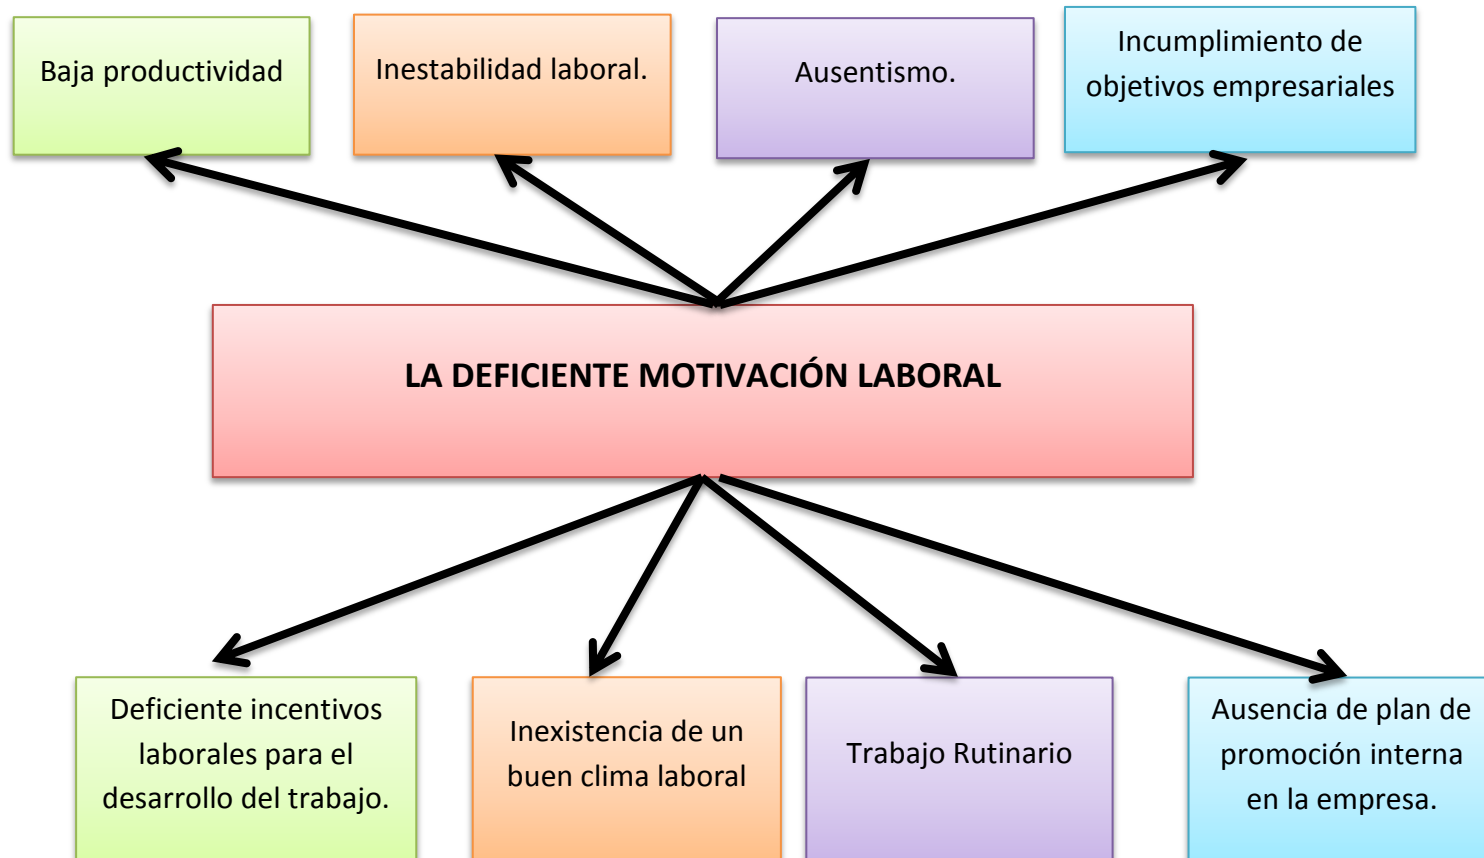 Baja productividad
Inestabilidad laboral.
Ausentismo.
Incumplimiento de
objetivos empresariales
LA DEFICIENTE MOTIVACIÓN LABORAL
Deficiente incentivos
laborales para el
desarrollo del trabajo.
Inexistencia de un
buen clima laboral
Trabajo Rutinario
Ausencia de plan de
promoción interna
en la empresa.